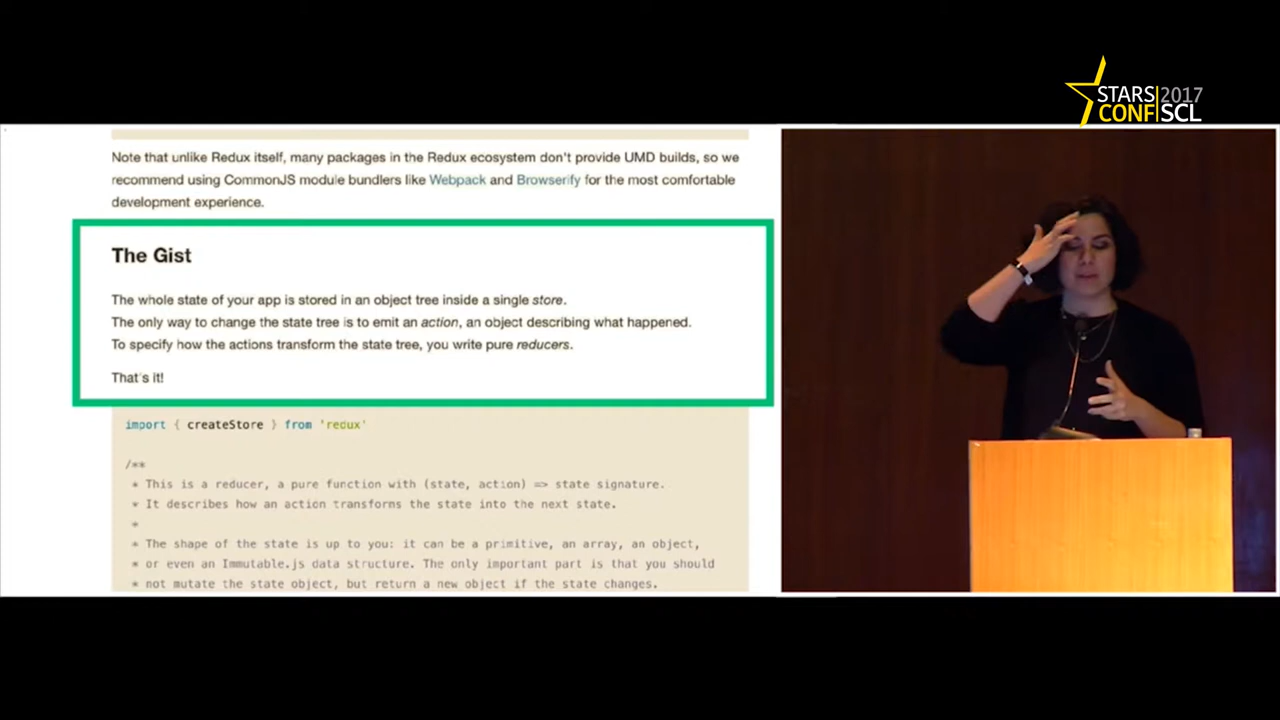 STARS 2017
CONF SCL
Note that unlike Redux itself, many packages in the Redux ecosystem don't provide UMD builds, so we
recommend using CommonJS module bundlers like Webpack and Browserify for the most comfortable
development experience.
The Gist
The whole state of your app is stored in an object tree inside a single store.
The only way to change the state tree is to emit an action, an object describing what happened.
To specify how the actions transform the state tree, you write pure reducers.
That's it!
import { createStore } from 'redux'
/**
* This is a reducer, a pure function with (state, action) => state signature.
* It describes how an action transforms the state into the next state.
*
* The shape of the state is up to you: it can be a primitive, an array, an object,
* or even an Immutable.js data structure. The only important part is that you should
* not mutate the state object, but return a new object if the state changes.